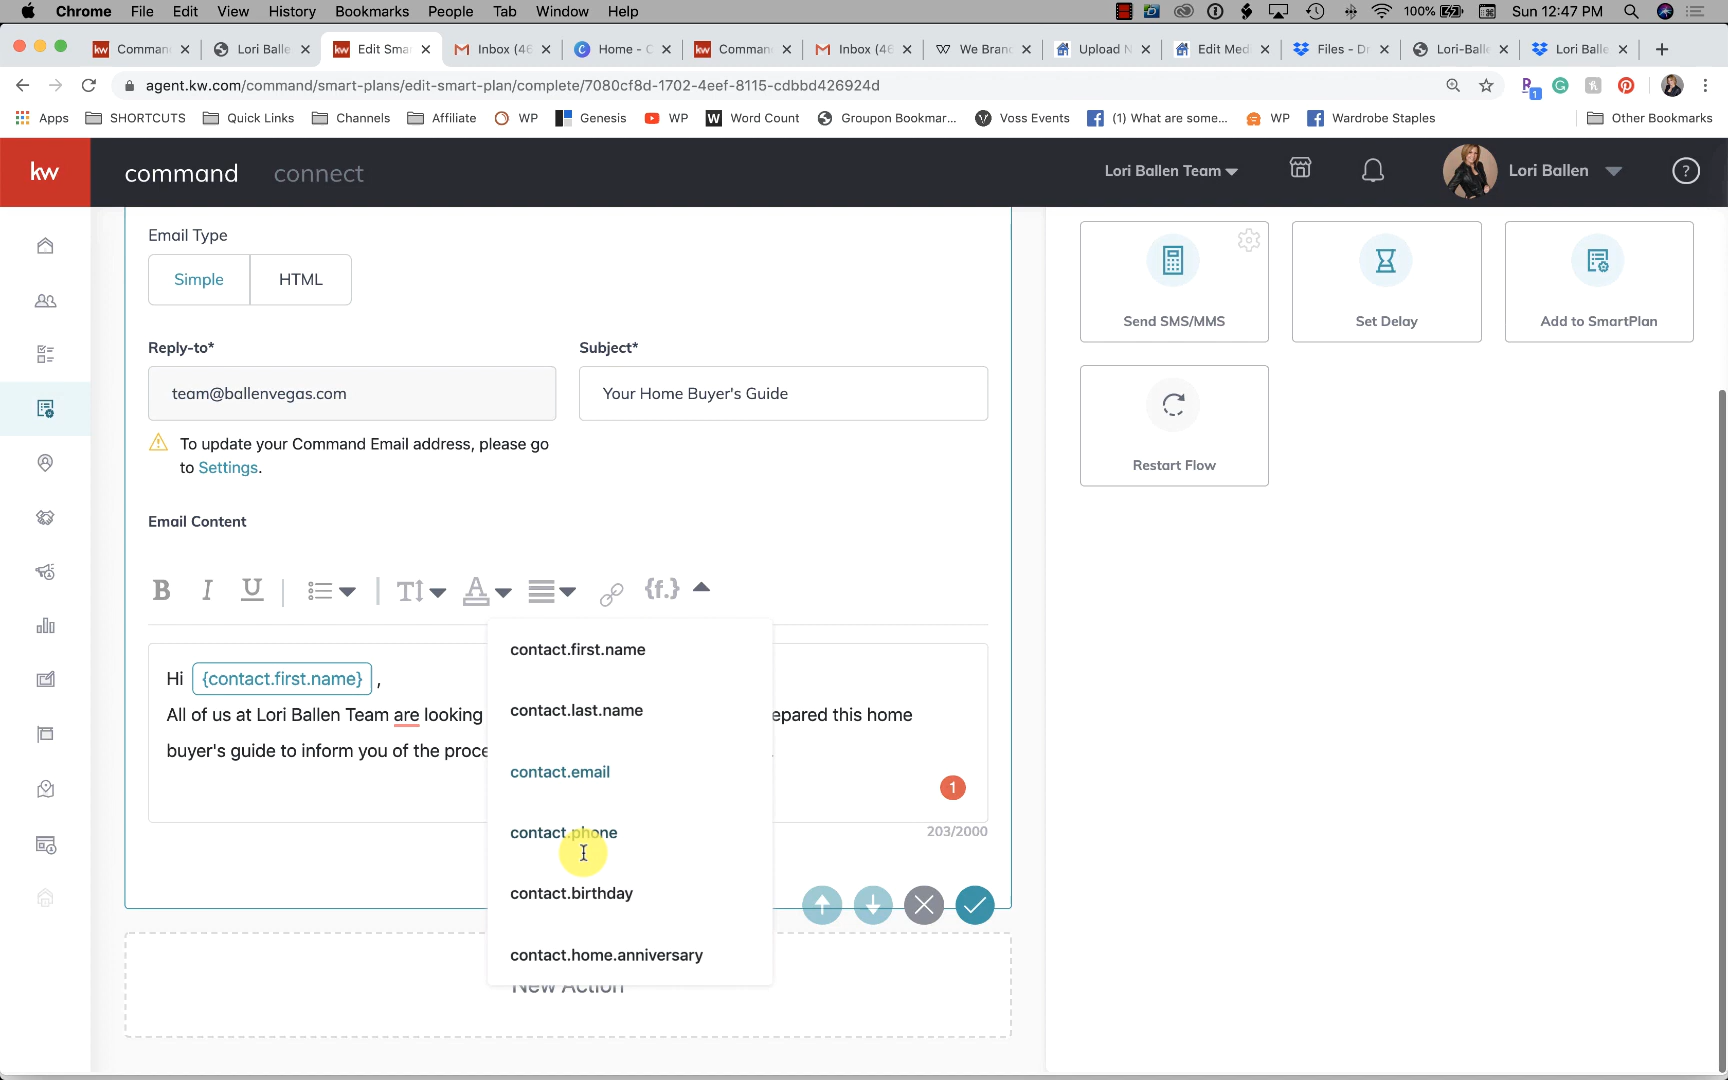 Chrome File Edit View History Bookmarks People Tab Window Help 100% Sun 12:47 PM
Comman Lori Balle Edit Smar Inbox (46 Home - C Comman Inbox (46 We Bran Upload N Edit Med Files - Dr Lori-Balle Lori Balle
agent.kw.com/command/smart-plans/edit-smart-plan/complete/7080cf8d-1702-4eef-8115-cdbbd426924d
Apps SHORTCUTS Quick Links Channels Affiliate WP Genesis WP Word Count Groupon Bookmar... Voss Events (1) What are some... WP Wardrobe Staples Other Bookmarks
kw command connect Lori Ballen Team Lori Ballen ?
Email Type
Simple HTML
Reply-to* Subject*
team@ballenvegas.com Your Home Buyer's Guide
To update your Command Email address, please go
to Settings.
Email Content
B I U T A {f.}
Hi {contact.first.name} ,
All of us at Lori Ballen Team are looking epared this home
buyer's guide to inform you of the proce .
1
203/2000
contact.first.name
contact.last.name
contact.email
contact.phone
contact.birthday
contact.home.anniversary
New Action
Send SMS/MMS Set Delay Add to SmartPlan
Restart Flow